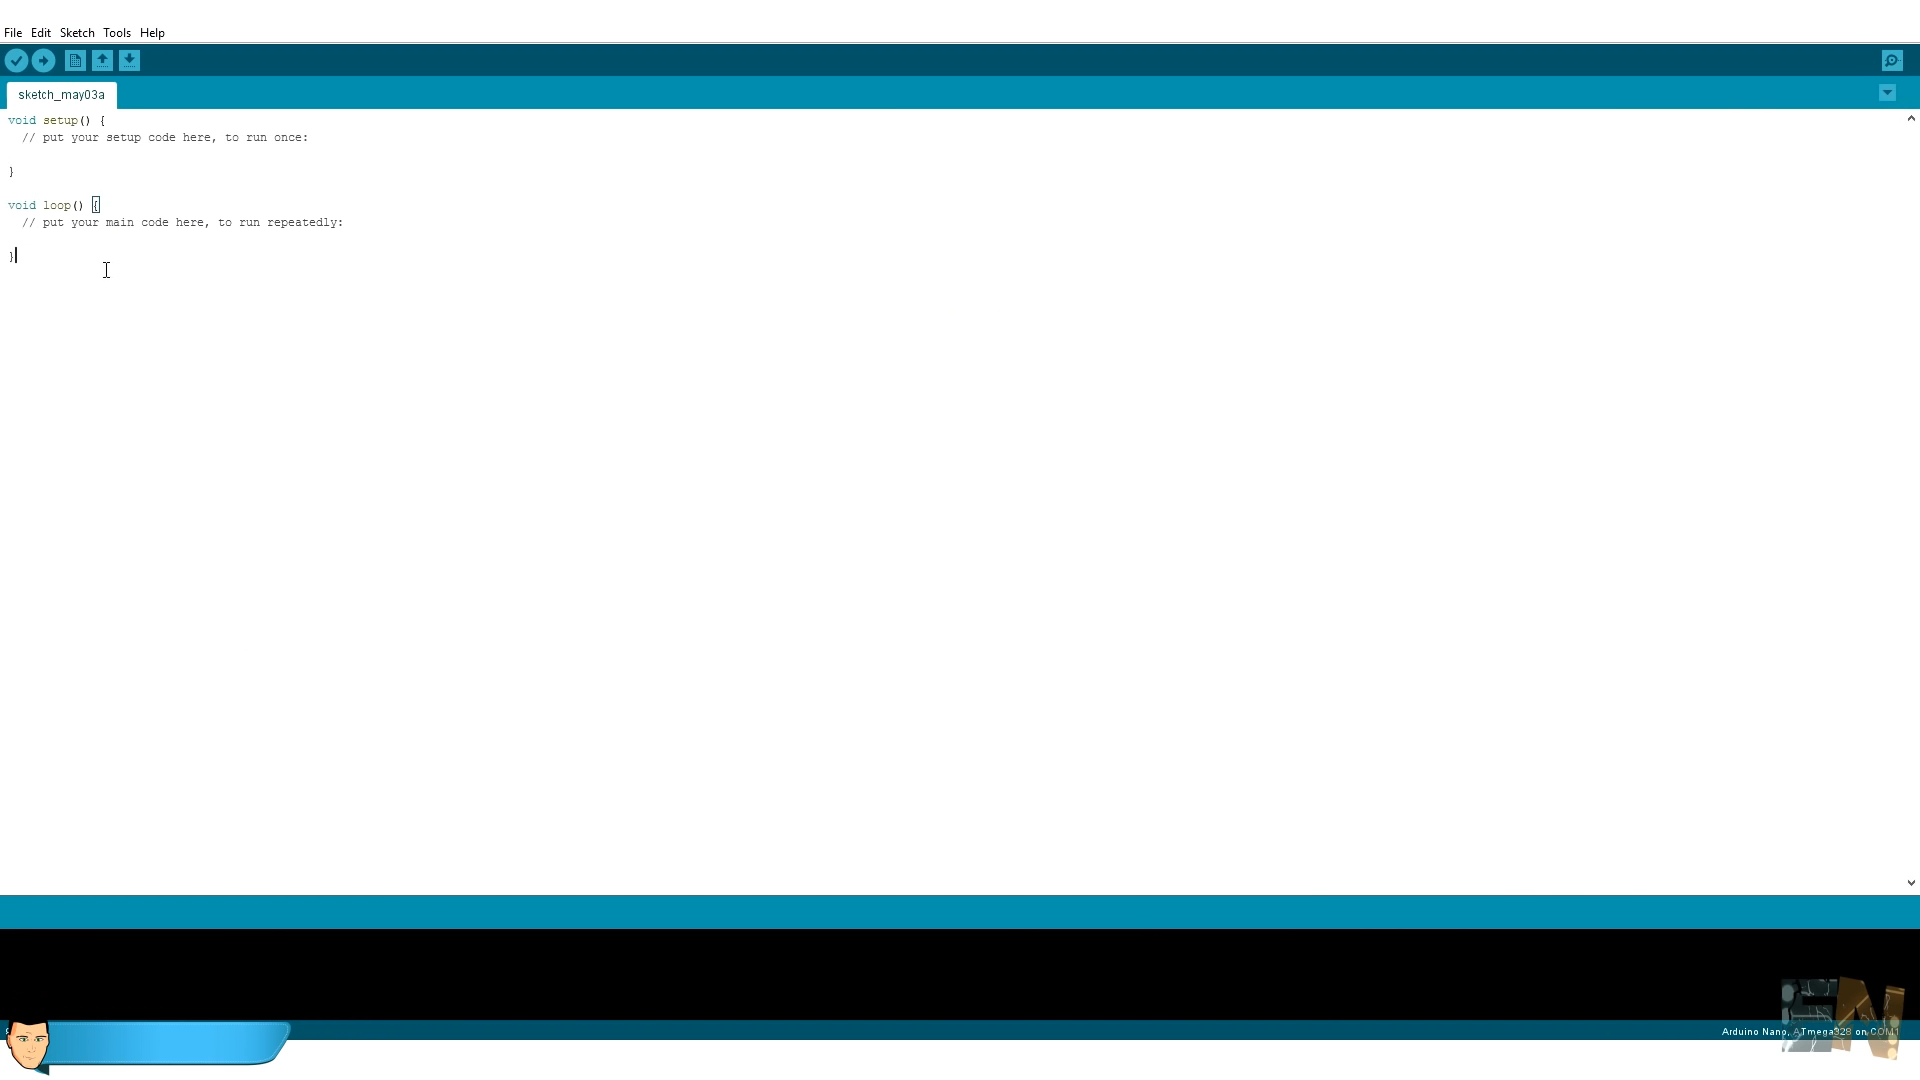 File Edit Sketch Tools Help
sketch_may03a
void setup() {
  // put your setup code here, to run once:
}
void loop() {
  // put your main code here, to run repeatedly:
}
Arduino Nano, ATmega328 on COM1
EN